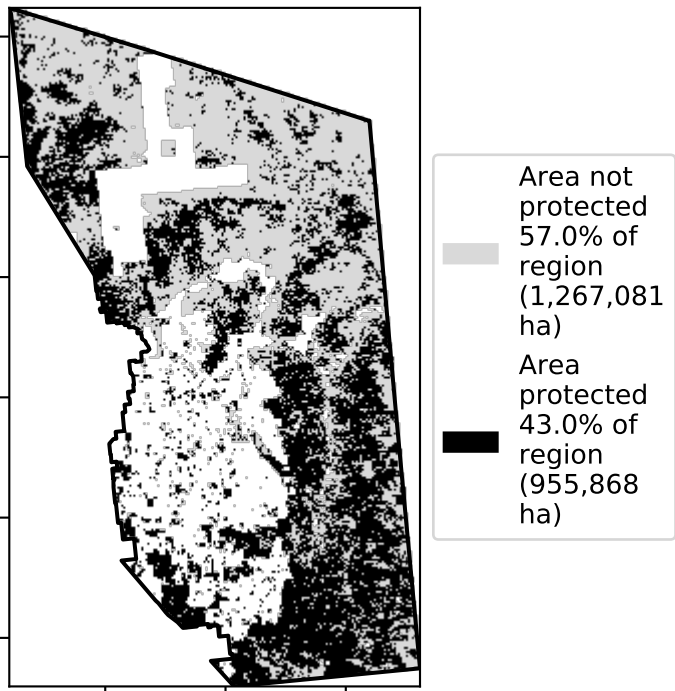 Area not
protected
57.0% of
region
(1,267,081
ha)
Area
protected
43.0% of
region
(955,868
ha)